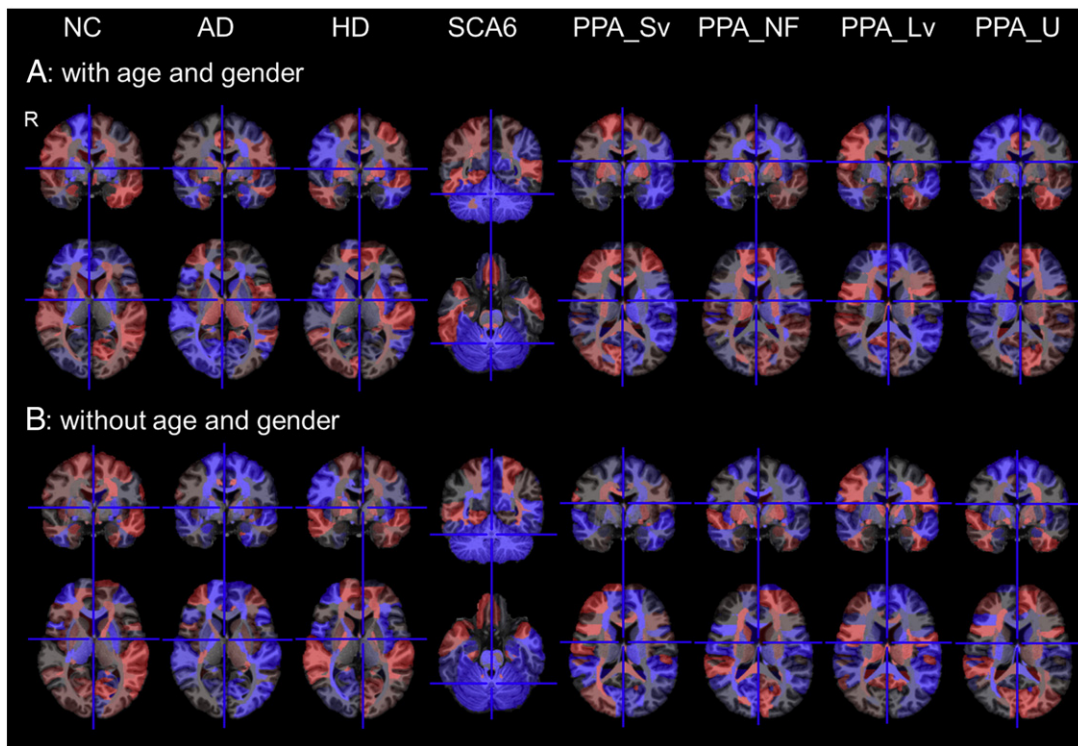 NC AD HD SCA6 PPA_Sv PPA_NF PPA_Lv PPA_U
A: with age and gender
R
B: without age and gender